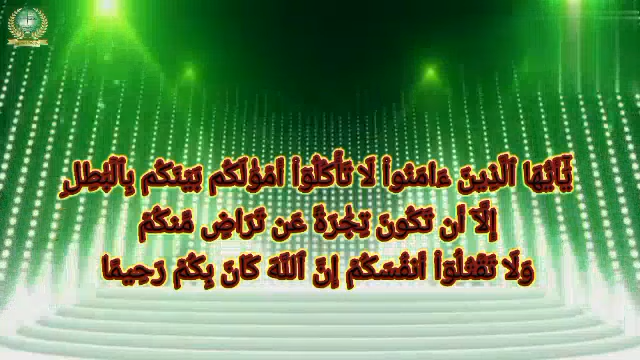 يَٰٓأَيُّهَا ٱلَّذِينَ ءَامَنُواْ لَا تَأْكُلُوٓاْ أَمْوَٰلَكُم بَيْنَكُم بِٱلْبَٰطِلِ
إِلَّآ أَن تَكُونَ تِجَٰرَةً عَن تَرَاضٍ مِّنكُمْ
وَلَا تَقْتُلُوٓاْ أَنفُسَكُمْ إِنَّ ٱللَّهَ كَانَ بِكُمْ رَحِيمًا